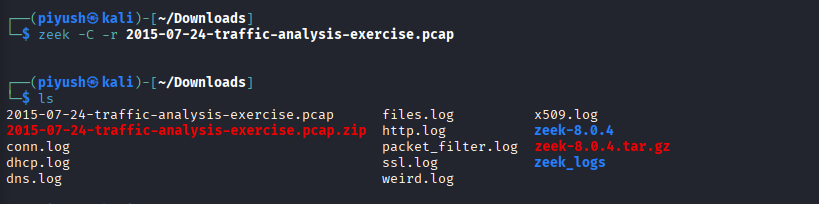 ┌──(piyush㉿kali)-[~/Downloads]
└─$ zeek -C -r 2015-07-24-traffic-analysis-exercise.pcap
┌──(piyush㉿kali)-[~/Downloads]
└─$ ls
2015-07-24-traffic-analysis-exercise.pcap files.log x509.log
2015-07-24-traffic-analysis-exercise.pcap.zip http.log zeek-8.0.4
conn.log packet_filter.log zeek-8.0.4.tar.gz
dhcp.log ssl.log zeek_logs
dns.log weird.log